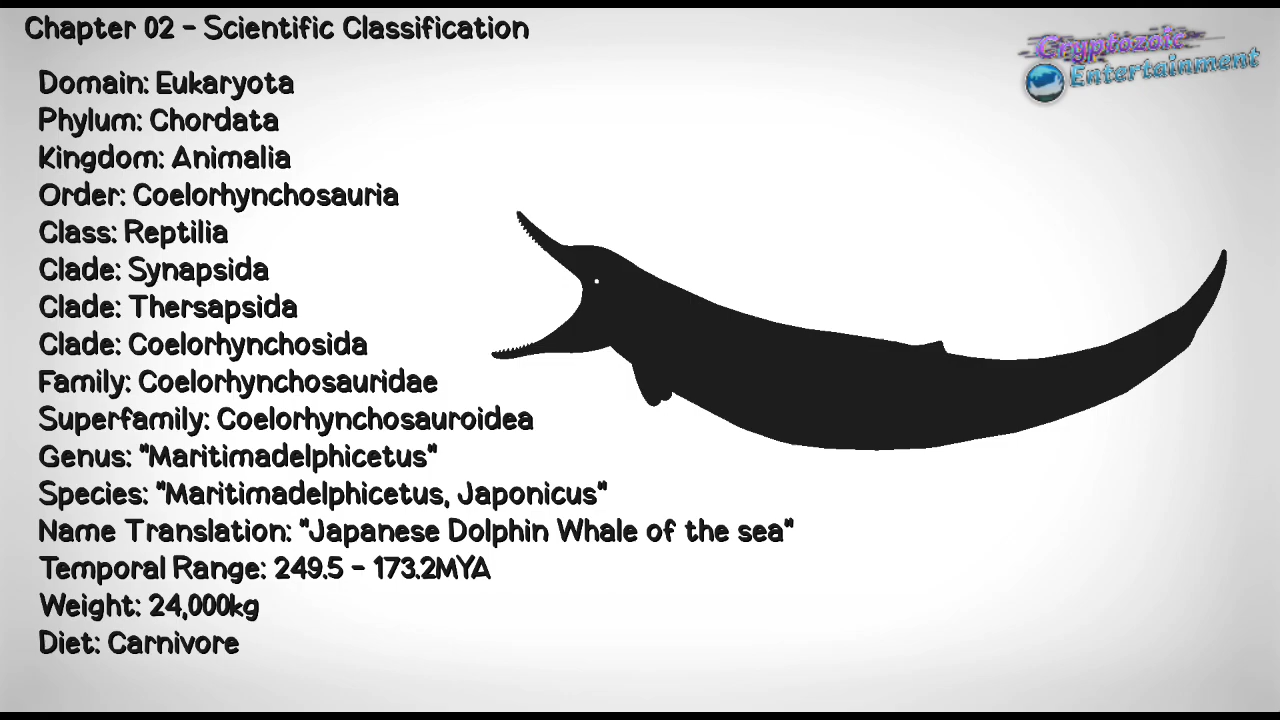 Chapter 02 - Scientific Classification
Cryptozoic
Entertainment
Domain: Eukaryota
Phylum: Chordata
Kingdom: Animalia
Order: Coelorhynchosauria
Class: Reptilia
Clade: Synapsida
Clade: Thersapsida
Clade: Coelorhynchosida
Family: Coelorhynchosauridae
Superfamily: Coelorhynchosauroidea
Genus: "Maritimadelphicetus"
Species: "Maritimadelphicetus, Japonicus"
Name Translation: "Japanese Dolphin Whale of the sea"
Temporal Range: 249.5 - 173.2MYA
Weight: 24,000kg
Diet: Carnivore